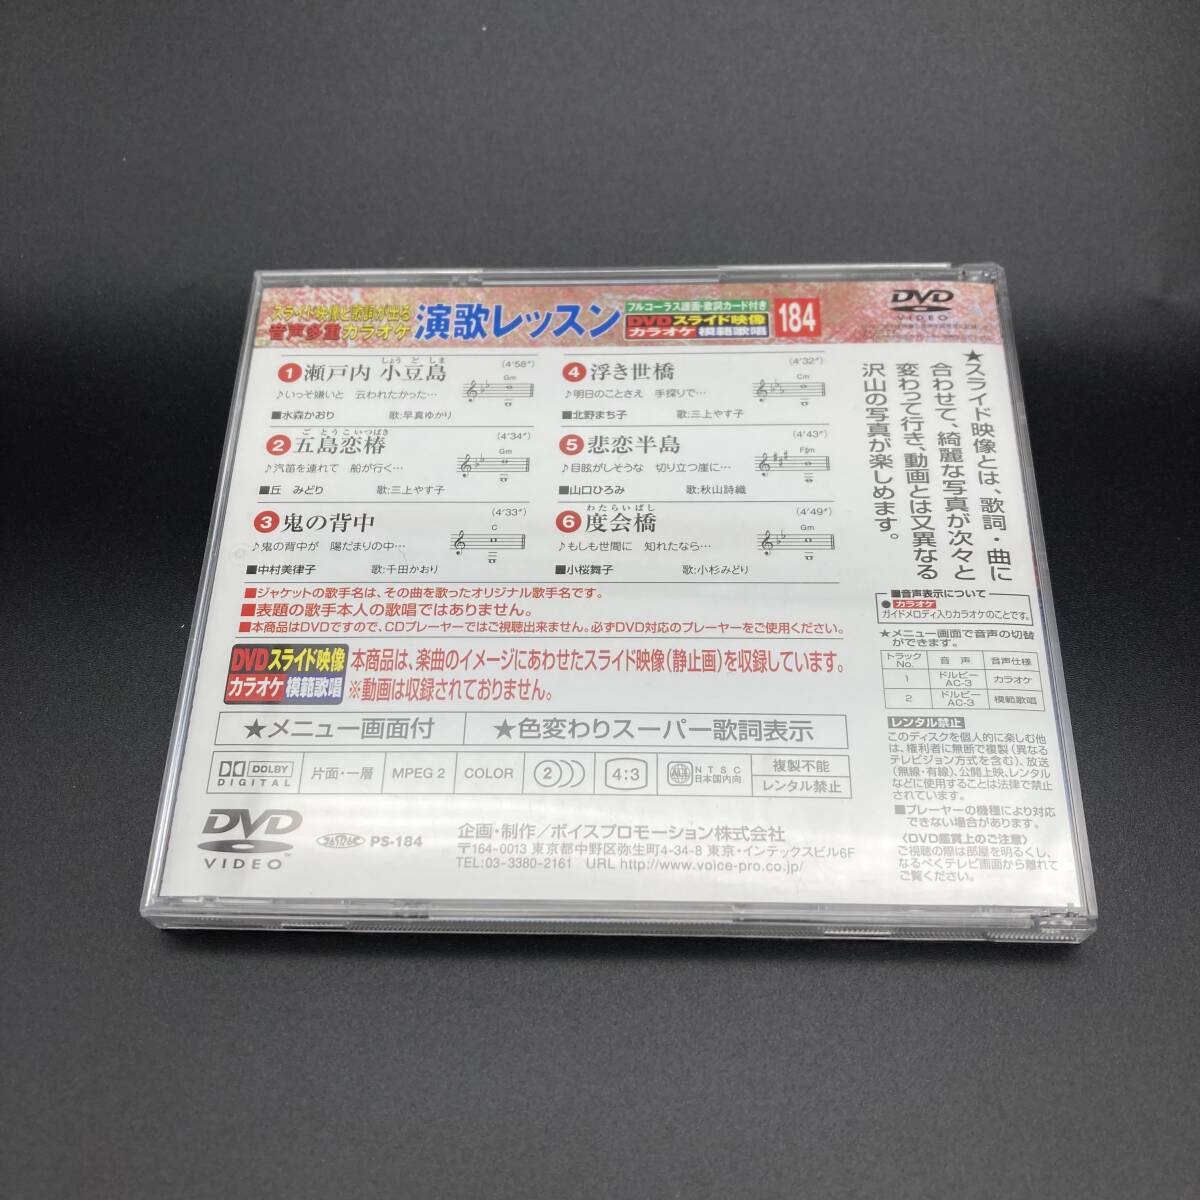 スライド映像と歌詞が出る
音声多重カラオケ
演歌レッスン
フルコーラス譜面・歌詞カード付き
DVDスライド映像
カラオケ 模範歌唱
184
DVD
VIDEO
1 瀬戸内 小豆島
しょうどしま
(4'58")
Gm
♪いっそ嫌いと 云われたかった…
■水森かおり 歌:早真ゆかり
2 五島恋椿
ごとうこいつばき
(4'34")
Gm
♪汽笛を連れて 船が行く…
■丘 みどり 歌:三上やす子
3 鬼の背中
(4'33")
C
♪鬼の背中が 陽だまりの中…
■中村美律子 歌:千田かおり
4 浮き世橋
(4'32")
Cm
♪明日のことさえ 手探りで…
■北野まち子 歌:三上やす子
5 悲恋半島
(4'43")
F#m
♪目眩がしそうな 切り立つ崖に…
■山口ひろみ 歌:秋山詩織
6 度会橋
わたらいばし
(4'49")
Gm
♪もしも世間に 知れたなら…
■小桜舞子 歌:小杉みどり
★スライド映像とは、歌詞・曲に
合わせて、綺麗な写真が次々と
変わって行き、動画とは又異なる
沢山の写真が楽しめます。
■ジャケットの歌手名は、その曲を歌ったオリジナル歌手名です。
■表題の歌手本人の歌唱ではありません。
■本商品はDVDですので、CDプレーヤーではご視聴出来ません。必ずDVD対応のプレーヤーをご使用ください。
DVDスライド映像
カラオケ 模範歌唱
本商品は、楽曲のイメージにあわせたスライド映像(静止画)を収録しています。
※動画は収録されておりません。
★メニュー画面付
★色変わりスーパー歌詞表示
DOLBY
DIGITAL
片面・一層
MPEG 2
COLOR
2
4:3
ALL
NTSC
日本国内向
複製不能
レンタル禁止
DVD
VIDEO
PS-184
企画・制作/ボイスプロモーション株式会社
〒164-0013 東京都中野区弥生町4-34-8 東京・インテックスビル6F
TEL:03-3380-2161 URL http://www.voice-pro.co.jp/
■音声表示について
●カラオケ
ガイドメロディ入りカラオケのことです。
★メニュー画面で音声の切替
ができます。
トラックNo. 音声 音声仕様
1 ドルビーAC-3 カラオケ
2 ドルビーAC-3 模範歌唱
レンタル禁止
このディスクを個人的に楽しむ他
は、権利者に無断で複製(異なる
テレビジョン方式を含む)、放送
(無線・有線)、公開上映、レンタル
などに使用することは法律で禁止
されています。
■プレーヤーの機種により対応
できない場合があります。
〈DVD鑑賞上のご注意〉
ご視聴の際は部屋を明るくし、
なるべくテレビ画面から離れて
ご覧ください。